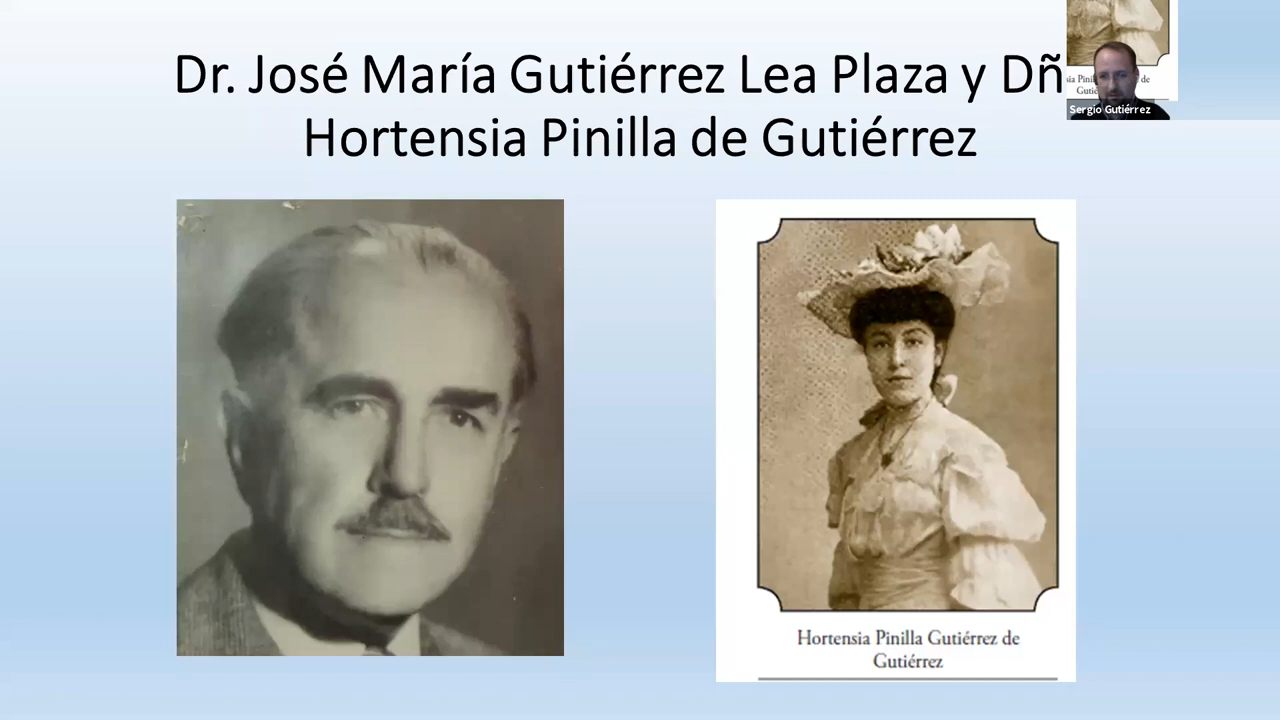 Dr. José María Gutiérrez Lea Plaza y Dñ
Hortensia Pinilla de Gutiérrez
Sergio Gutiérrez
Hortensia Pinilla Gutiérrez de
Gutiérrez